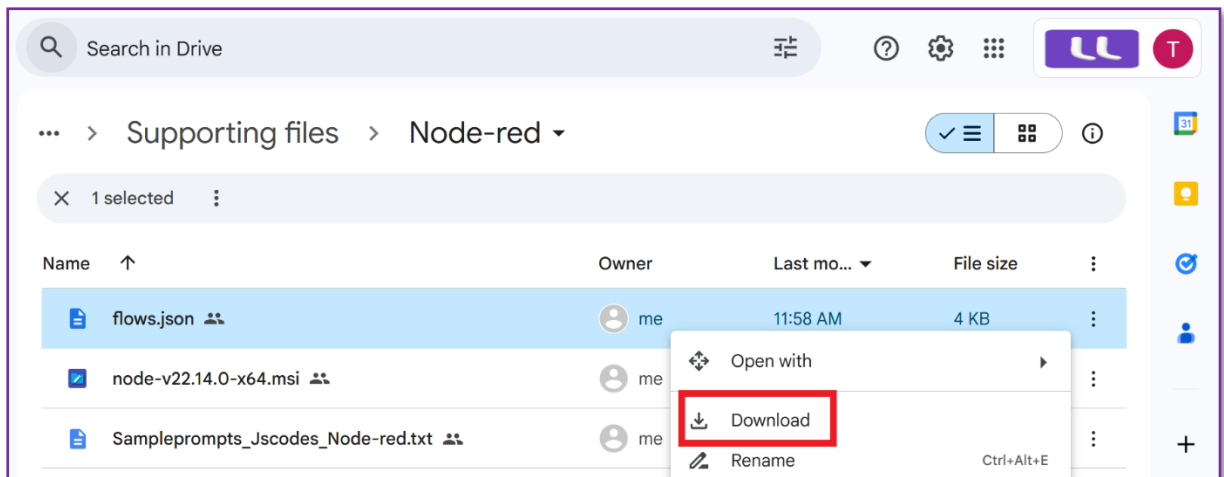 Search in Drive
LL
T
Supporting files > Node-red
31
1 selected
Name Owner Last mo... File size
flows.json me 11:58 AM 4 KB
Open with
node-v22.14.0-x64.msi me
Download
Sampleprompts_Jscodes_Node-red.txt me
Rename Ctrl+Alt+E